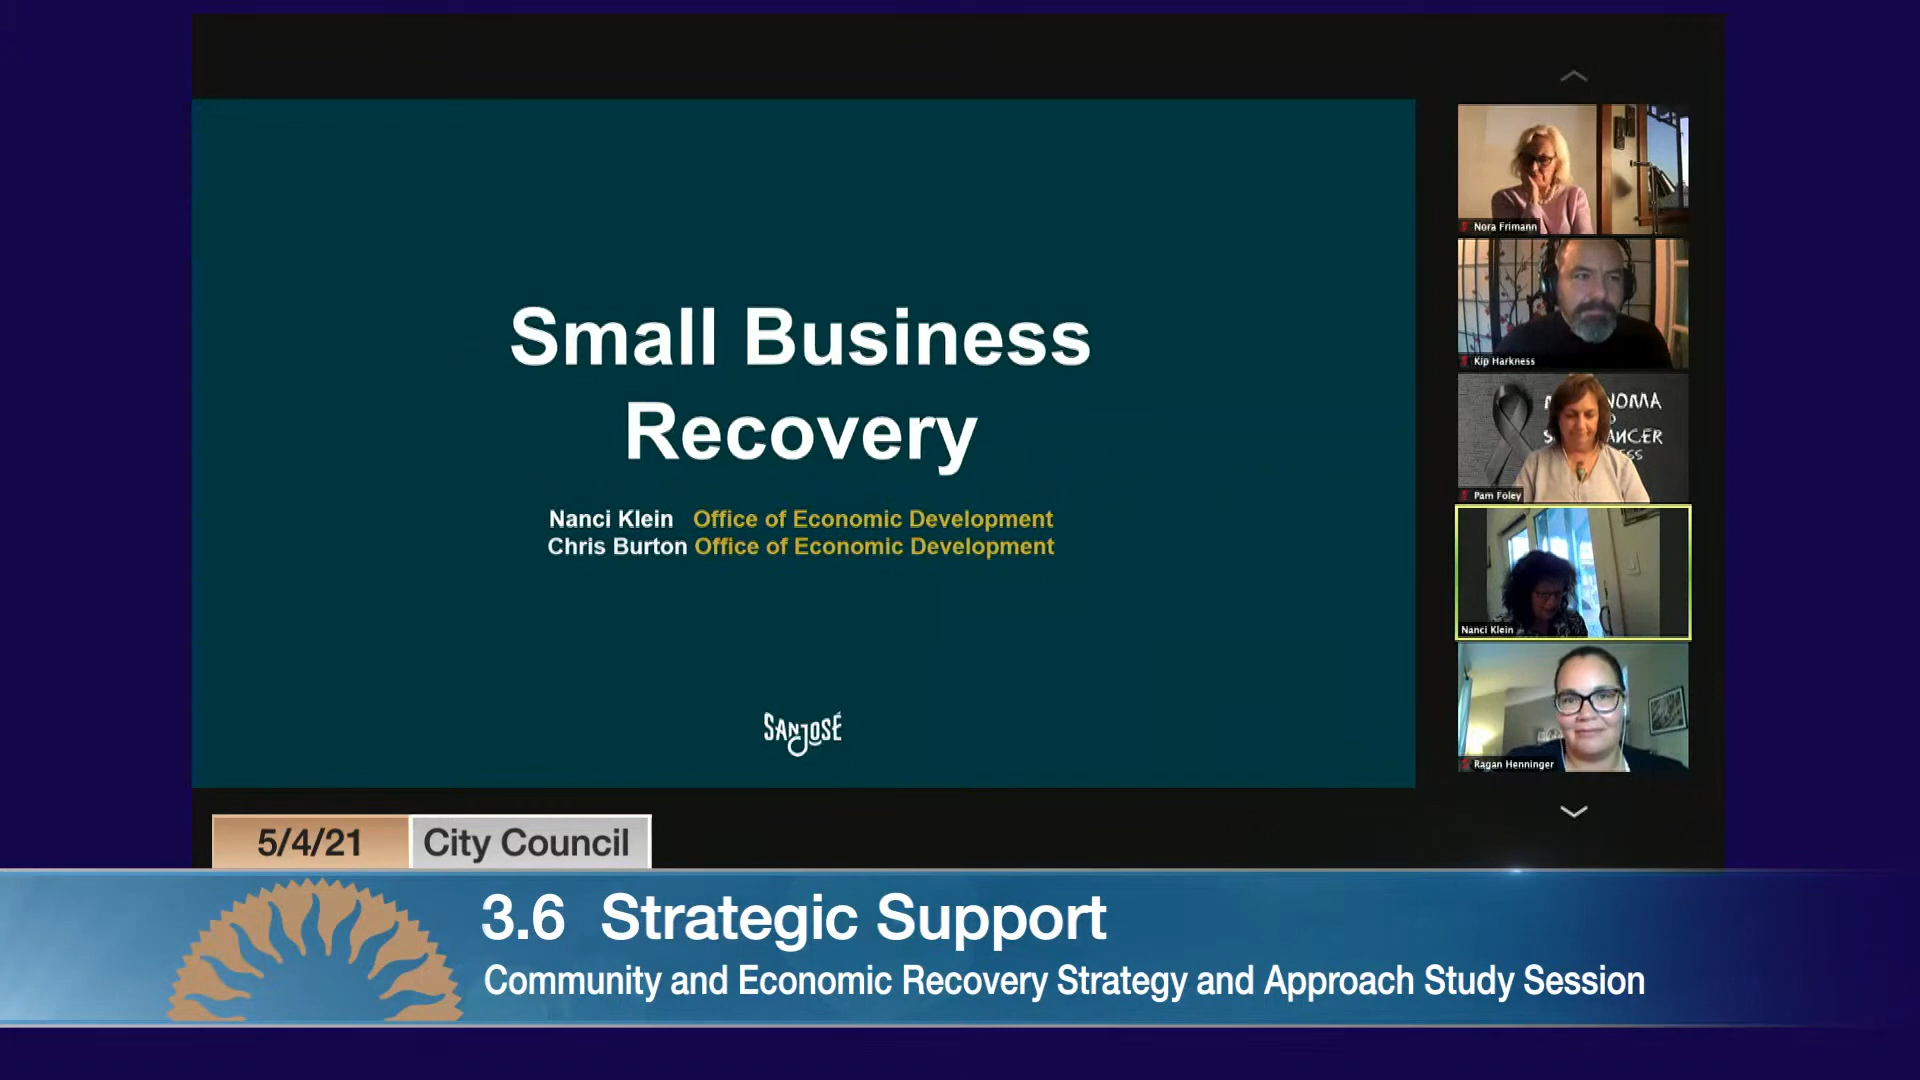 Small Business
Recovery
Nanci Klein Office of Economic Development
Chris Burton Office of Economic Development
SAN JOSÉ
Nora Frimann
Kip Harkness
Pam Foley
Nanci Klein
Ragan Henninger
5/4/21 City Council
3.6 Strategic Support
Community and Economic Recovery Strategy and Approach Study Session